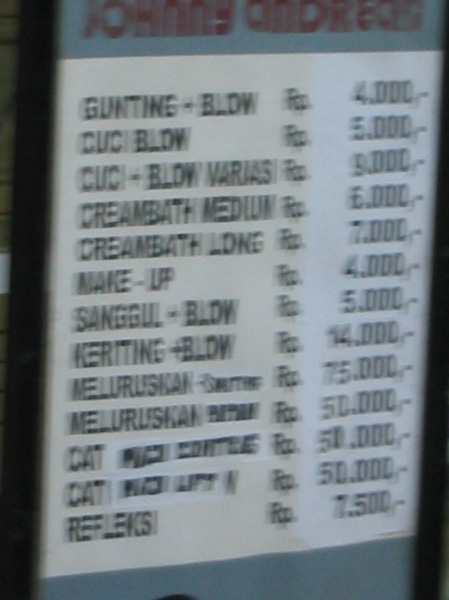 JOHNNY ANDREAN
GUNTING + BLOW Rp. 4.000,-
CUCI BLOW Rp. 5.000,-
CUCI + BLOW VARIASI Rp. 9.000,-
CREAMBATH MEDIUM Rp. 6.000,-
CREAMBATH LONG Rp. 7.000,-
MAKE - UP Rp. 4.000,-
SANGGUL + BLOW Rp. 5.000,-
KERITING +BLOW Rp. 14.000,-
MELURUSKAN Rp. 75.000,-
MELURUSKAN Rp. 50.000,-
CAT Rp. 50.000,-
CAT Rp. 50.000,-
REFLEKSI Rp. 7.500,-